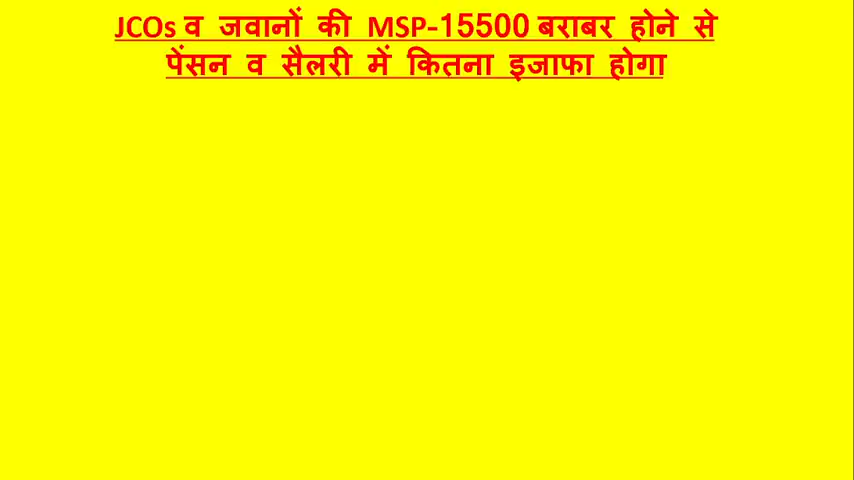 JCOs व जवानों की MSP-15500 बराबर होने से
पेंसन व सैलरी में कितना इजाफा होगा